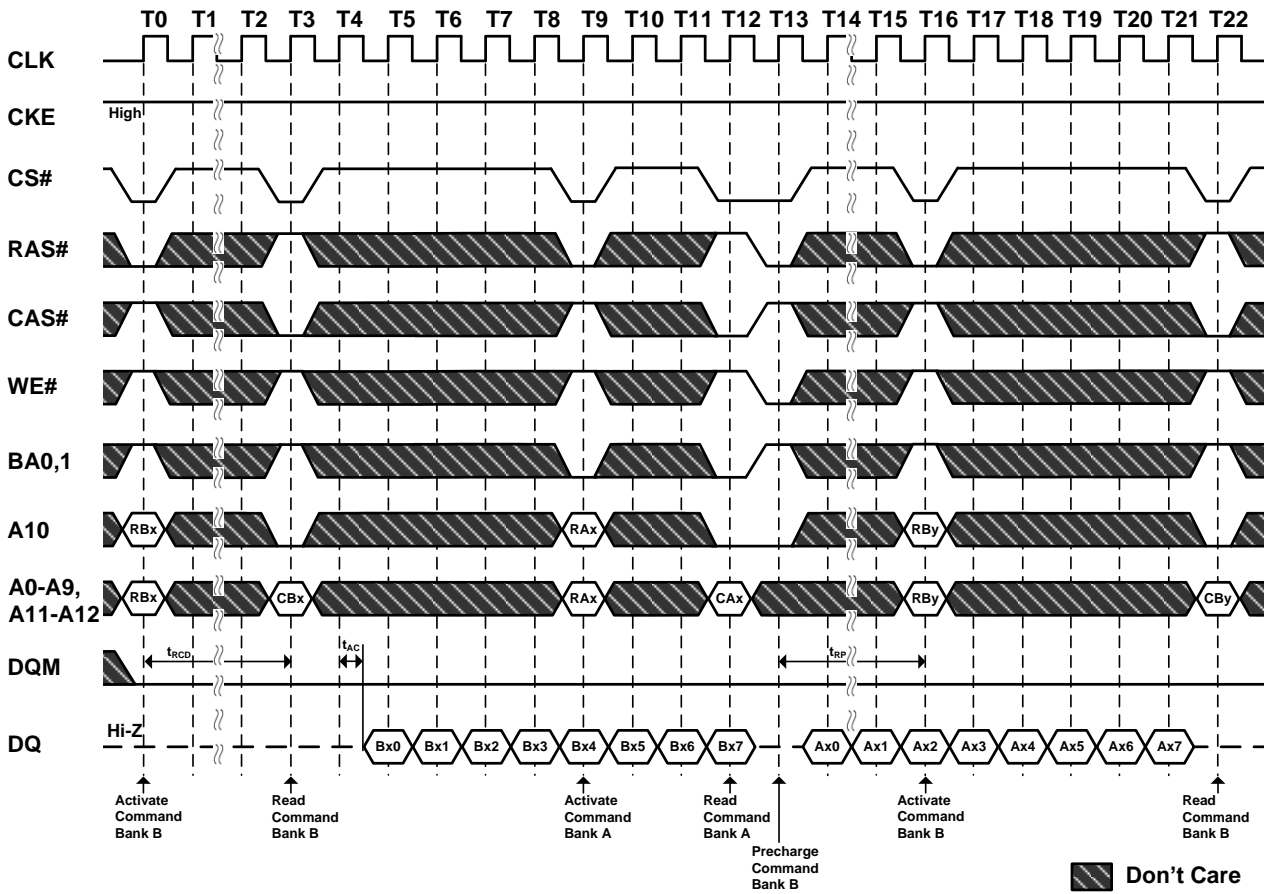 T0 T1 T2 T3 T4 T5 T6 T7 T8 T9 T10 T11 T12 T13 T14 T15 T16 T17 T18 T19 T20 T21 T22
CLK
CKE
High
CS#
RAS#
CAS#
WE#
BA0,1
A10
RBx RAx RBy
A0-A9,
A11-A12
RBx CBx RAx CAx RBy CBy
DQM
tRCD tAC tRP
DQ
Hi-Z
Bx0 Bx1 Bx2 Bx3 Bx4 Bx5 Bx6 Bx7 Ax0 Ax1 Ax2 Ax3 Ax4 Ax5 Ax6 Ax7
Activate
Command
Bank B
Read
Command
Bank B
Activate
Command
Bank A
Read
Command
Bank A
Precharge
Command
Bank B
Activate
Command
Bank B
Read
Command
Bank B
Don't Care